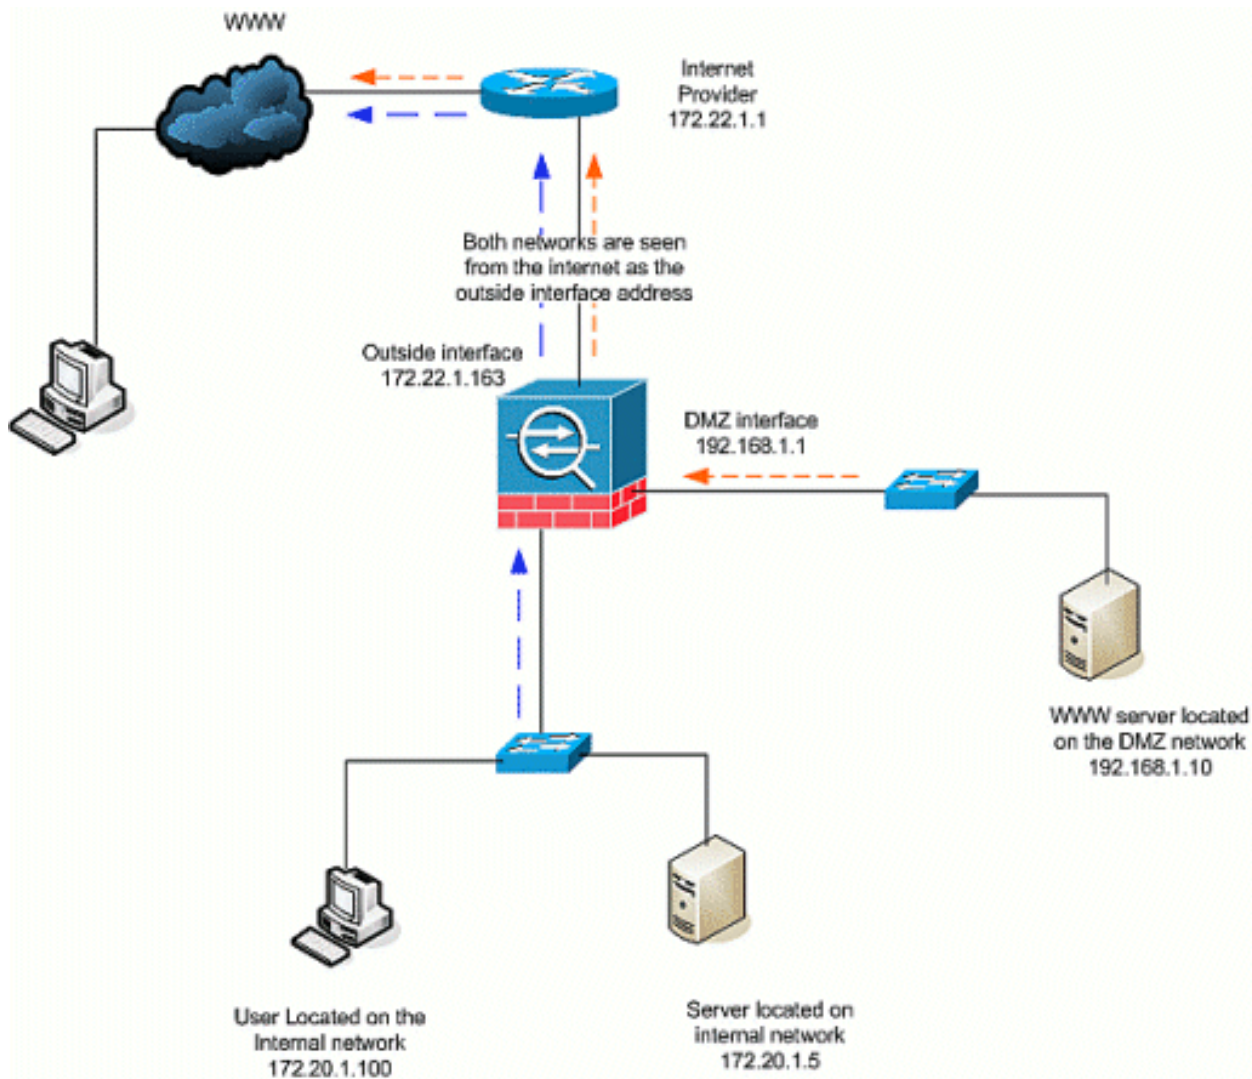 WWW
Internet
Provider
172.22.1.1
Both networks are seen
from the internet as the
outside interface address
Outside interface
172.22.1.163
DMZ interface
192.168.1.1
WWW server located
on the DMZ network
192.168.1.10
User Located on the
Internal network
172.20.1.100
Server located on
internal network
172.20.1.5